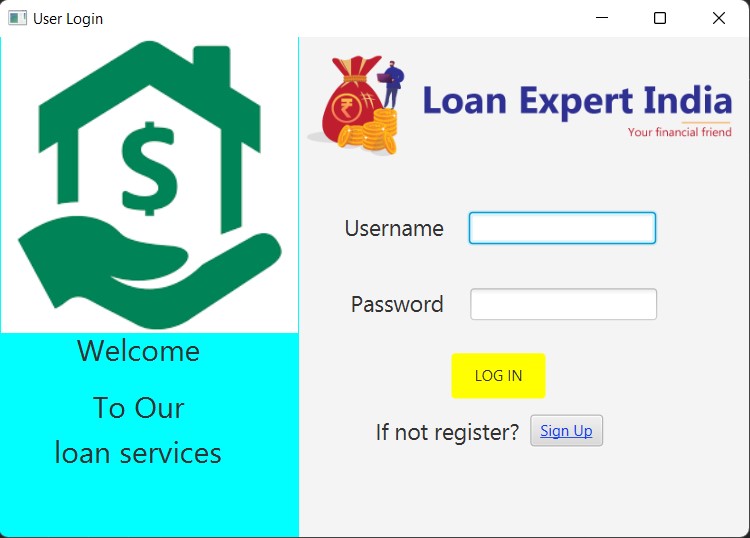 User Login
$
Welcome
To Our
loan services
₹
Loan Expert India
Your financial friend
Username
Password
LOG IN
If not register? Sign Up